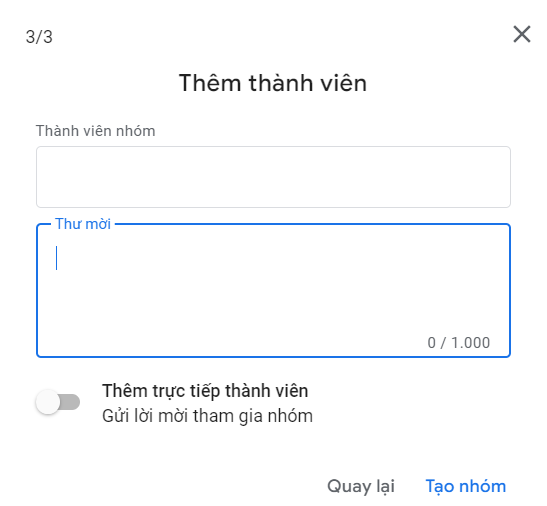 3/3
Thêm thành viên
Thành viên nhóm
Thư mời
0 / 1.000
Thêm trực tiếp thành viên
Gửi lời mời tham gia nhóm
Quay lại
Tạo nhóm